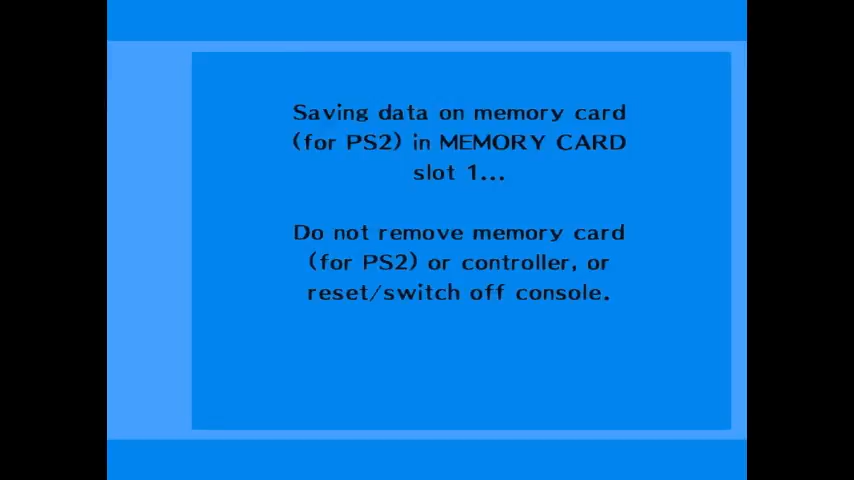 Saving data on memory card
(for PS2) in MEMORY CARD
slot 1...
Do not remove memory card
(for PS2) or controller, or
reset/switch off console.